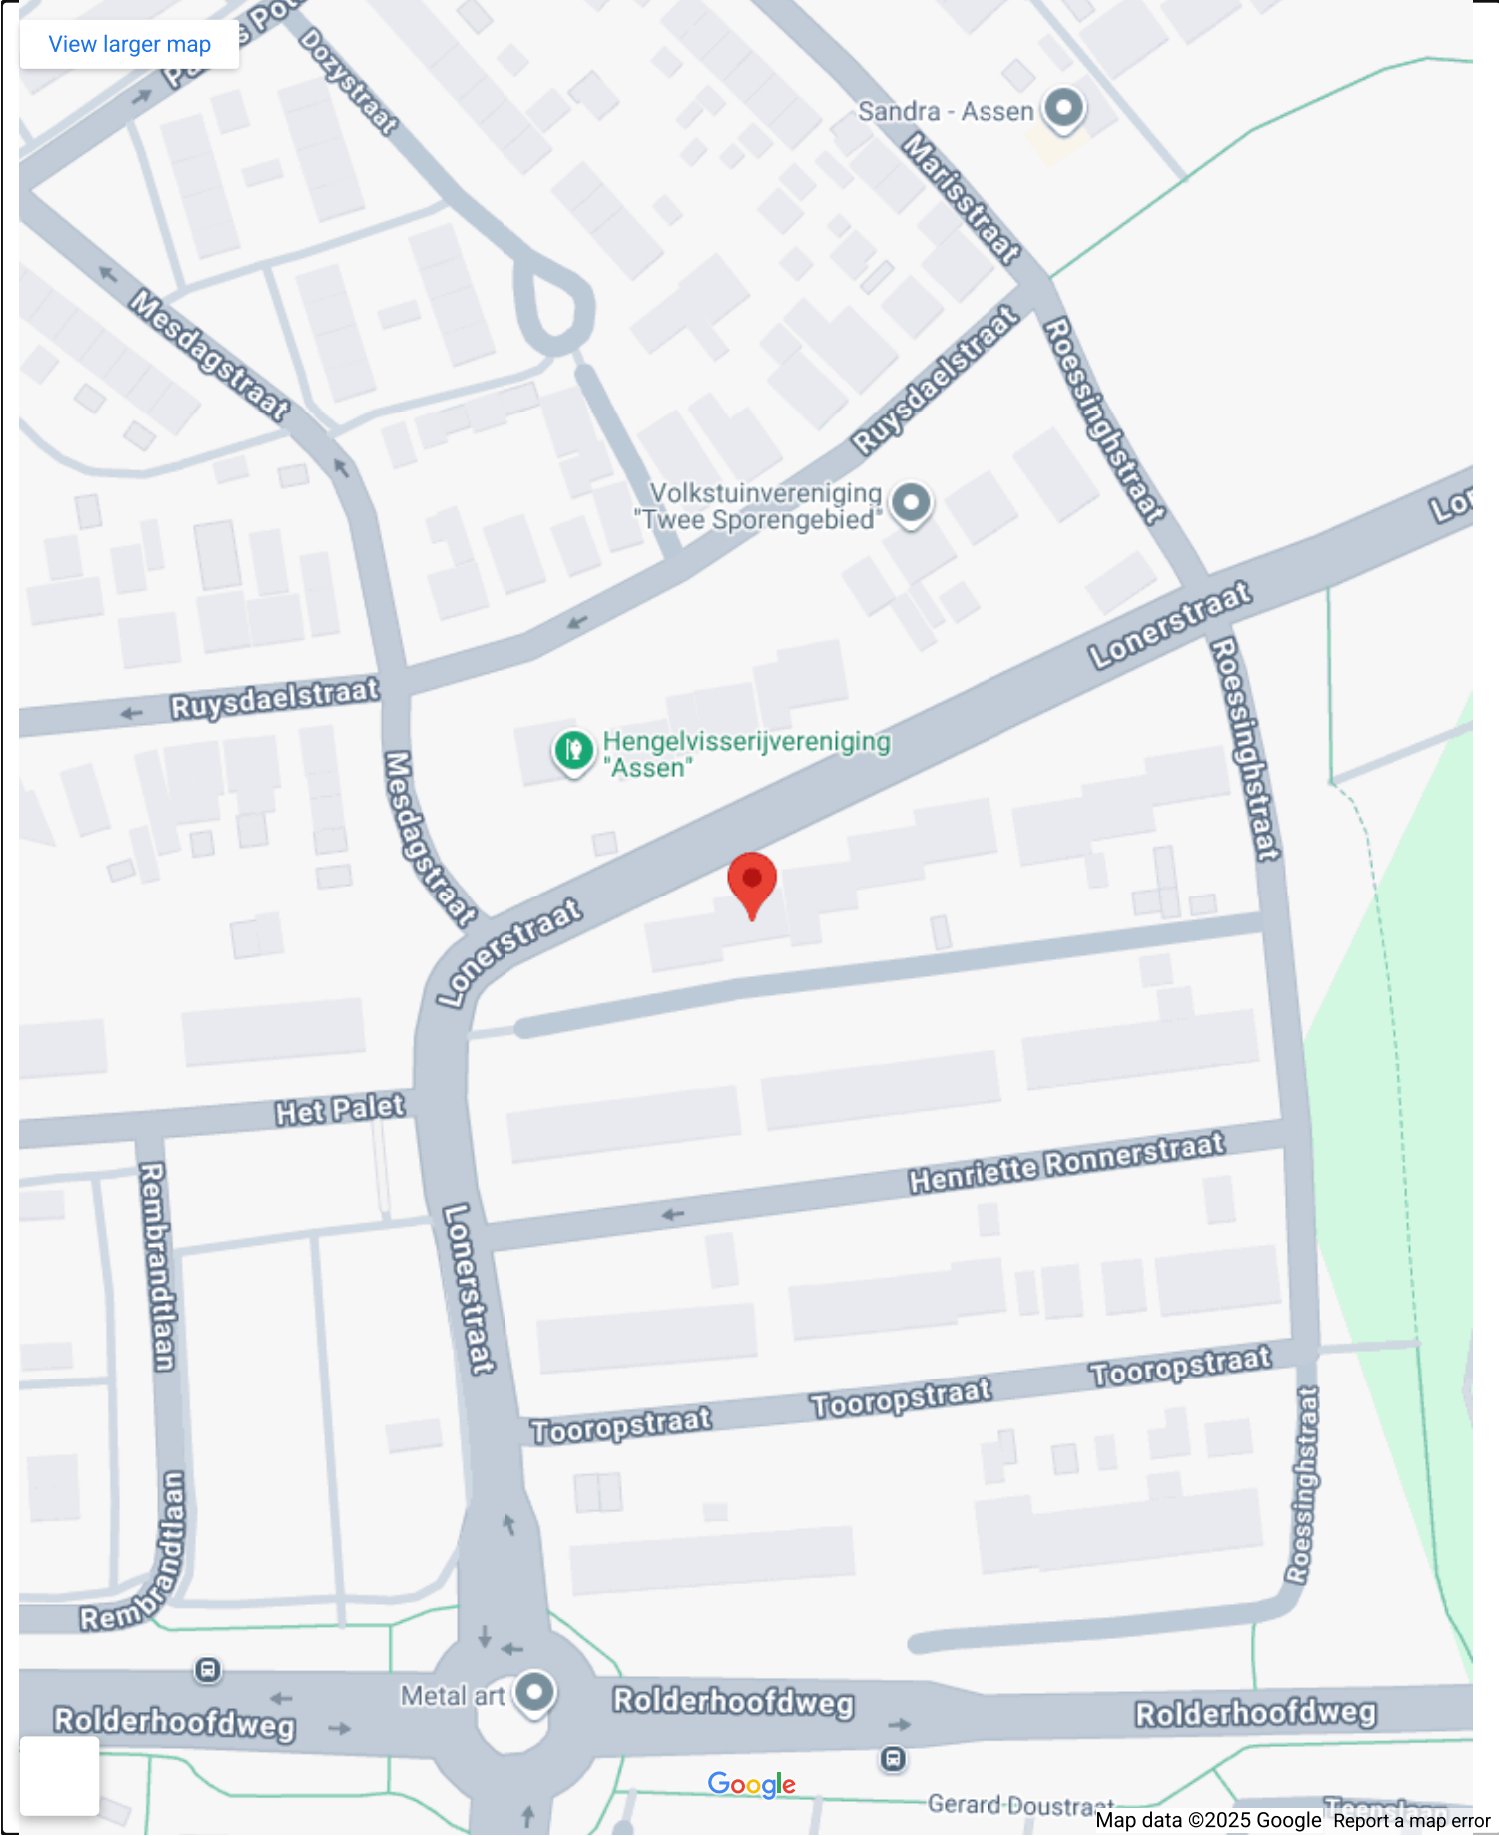 View larger map
Dozystraat
Sandra - Assen
Marisstraat
Mesdagstraat
Ruysdaelstraat
Roessinghstraat
Volkstuinvereniging
"Twee Sporengebied"
Lonerstraat
Ruysdaelstraat
Roessinghstraat
Hengelvisserijvereniging
"Assen"
Mesdagstraat
Lonerstraat
Het Palet
Henriette Ronnerstraat
Rembrandtlaan
Lonerstraat
Tooropstraat
Tooropstraat
Tooropstraat
Roessinghstraat
Rembrandtlaan
Metal art
Rolderhoofdweg
Rolderhoofdweg
Rolderhoofdweg
Google
Gerard Doustraat
Map data ©2025 Google
Report a map error